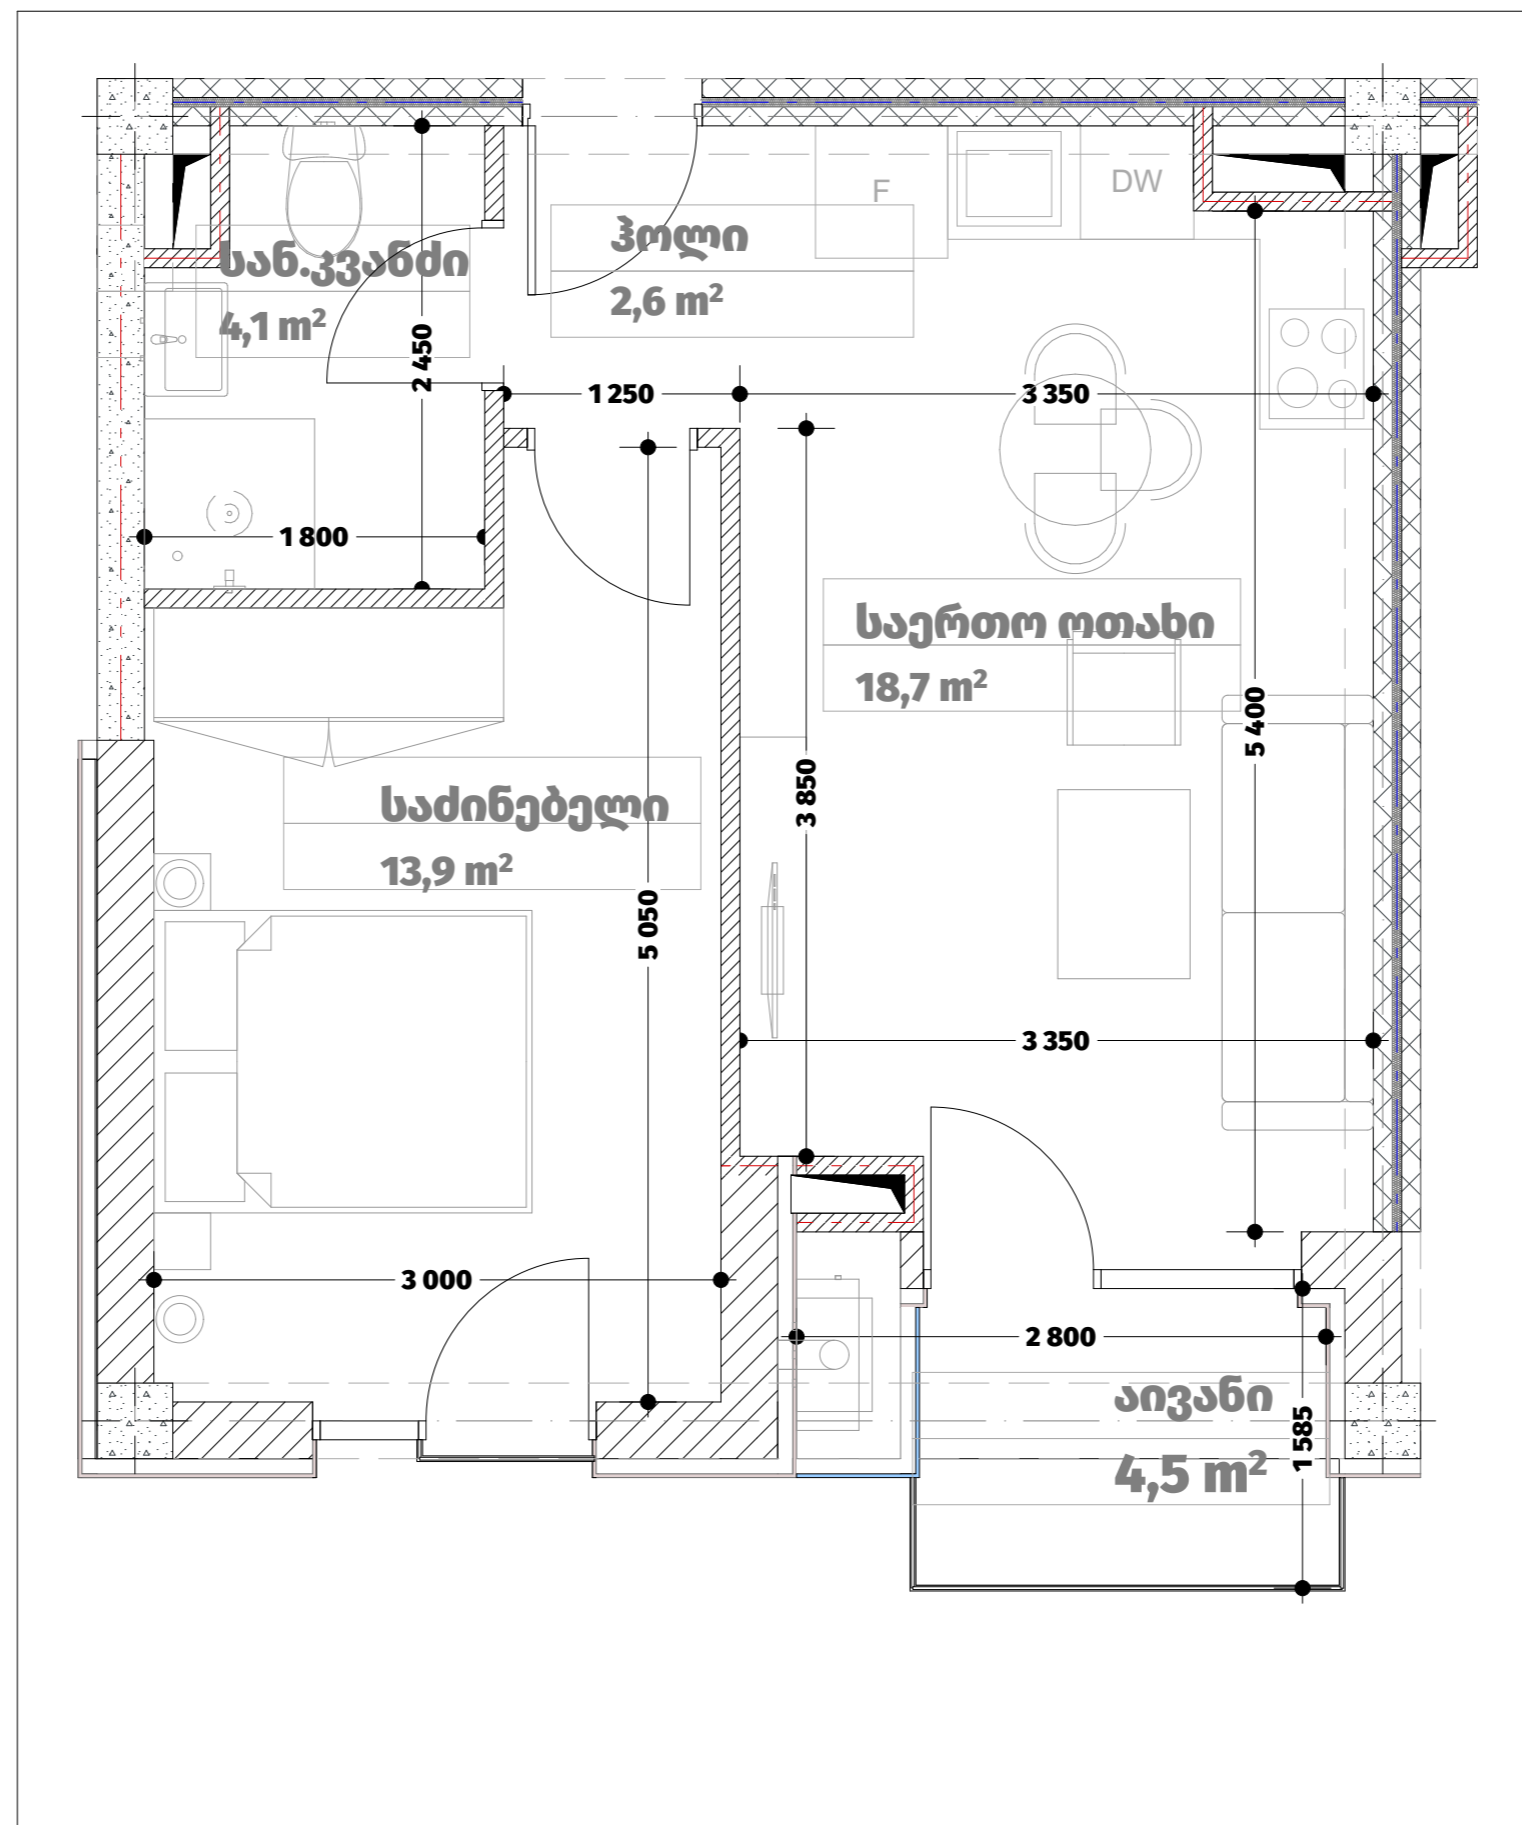 F
DW
ჰოლი
2,6 m²
სან.კვანძი
4,1 m²
2 450
1 250
3 350
1 800
საერთო ოთახი
18,7 m²
5 400
3 850
საძინებელი
13,9 m²
5 050
3 350
3 000
2 800
აივანი
4,5 m²
1 585